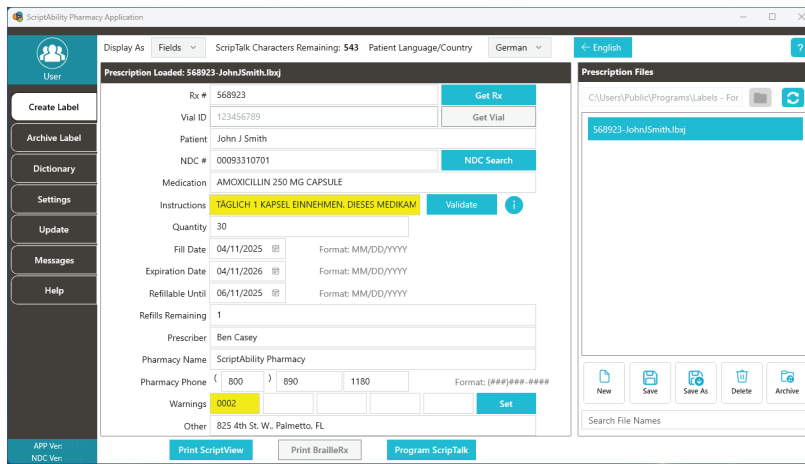 ScriptAbility Pharmacy Application
User
Create Label
Archive Label
Dictionary
Settings
Update
Messages
Help
APP Ver:
NDC Ver:
Display As Fields ScripTalk Characters Remaining: 543 Patient Language/Country German ← English ?
Prescription Loaded: 568923-JohnJSmith.lbxj
Rx # 568923 Get Rx
Vial ID 123456789 Get Vial
Patient John J Smith
NDC # 00093310701 NDC Search
Medication AMOXICILLIN 250 MG CAPSULE
Instructions TÄGLICH 1 KAPSEL EINNEHMEN. DIESES MEDIKAM Validate i
Quantity 30
Fill Date 04/11/2025 Format: MM/DD/YYYY
Expiration Date 04/11/2026 Format: MM/DD/YYYY
Refillable Until 06/11/2025 Format: MM/DD/YYYY
Refills Remaining 1
Prescriber Ben Casey
Pharmacy Name ScriptAbility Pharmacy
Pharmacy Phone ( 800 ) 890 1180 Format: (###)###-####
Warnings 0002 Set
Other 825 4th St. W., Palmetto, FL
Print ScriptView Print BrailleRx Program ScripTalk
Prescription Files
C:\Users\Public\Programs\Labels - For
568923-JohnJSmith.lbxj
New Save Save As Delete Archive
Search File Names